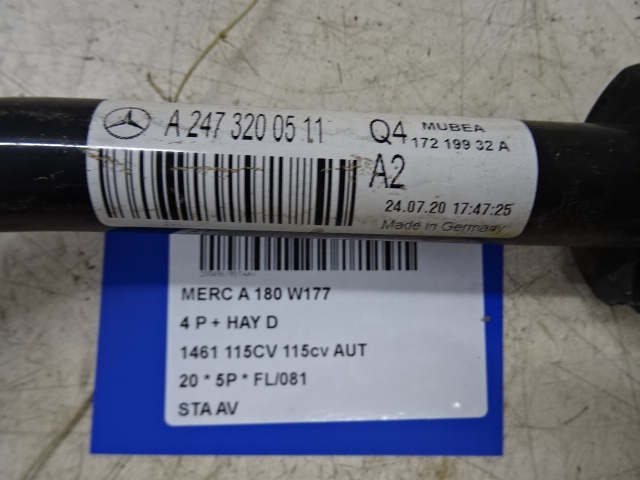 A 247 320 05 11
Q4 MUBEA
172 199 32 A
A2
24.07.20 17:47:25
Made in Germany
MERC A 180 W177
4 P + HAY D
1461 115CV 115cv AUT
20 * 5P * FL/081
STA AV